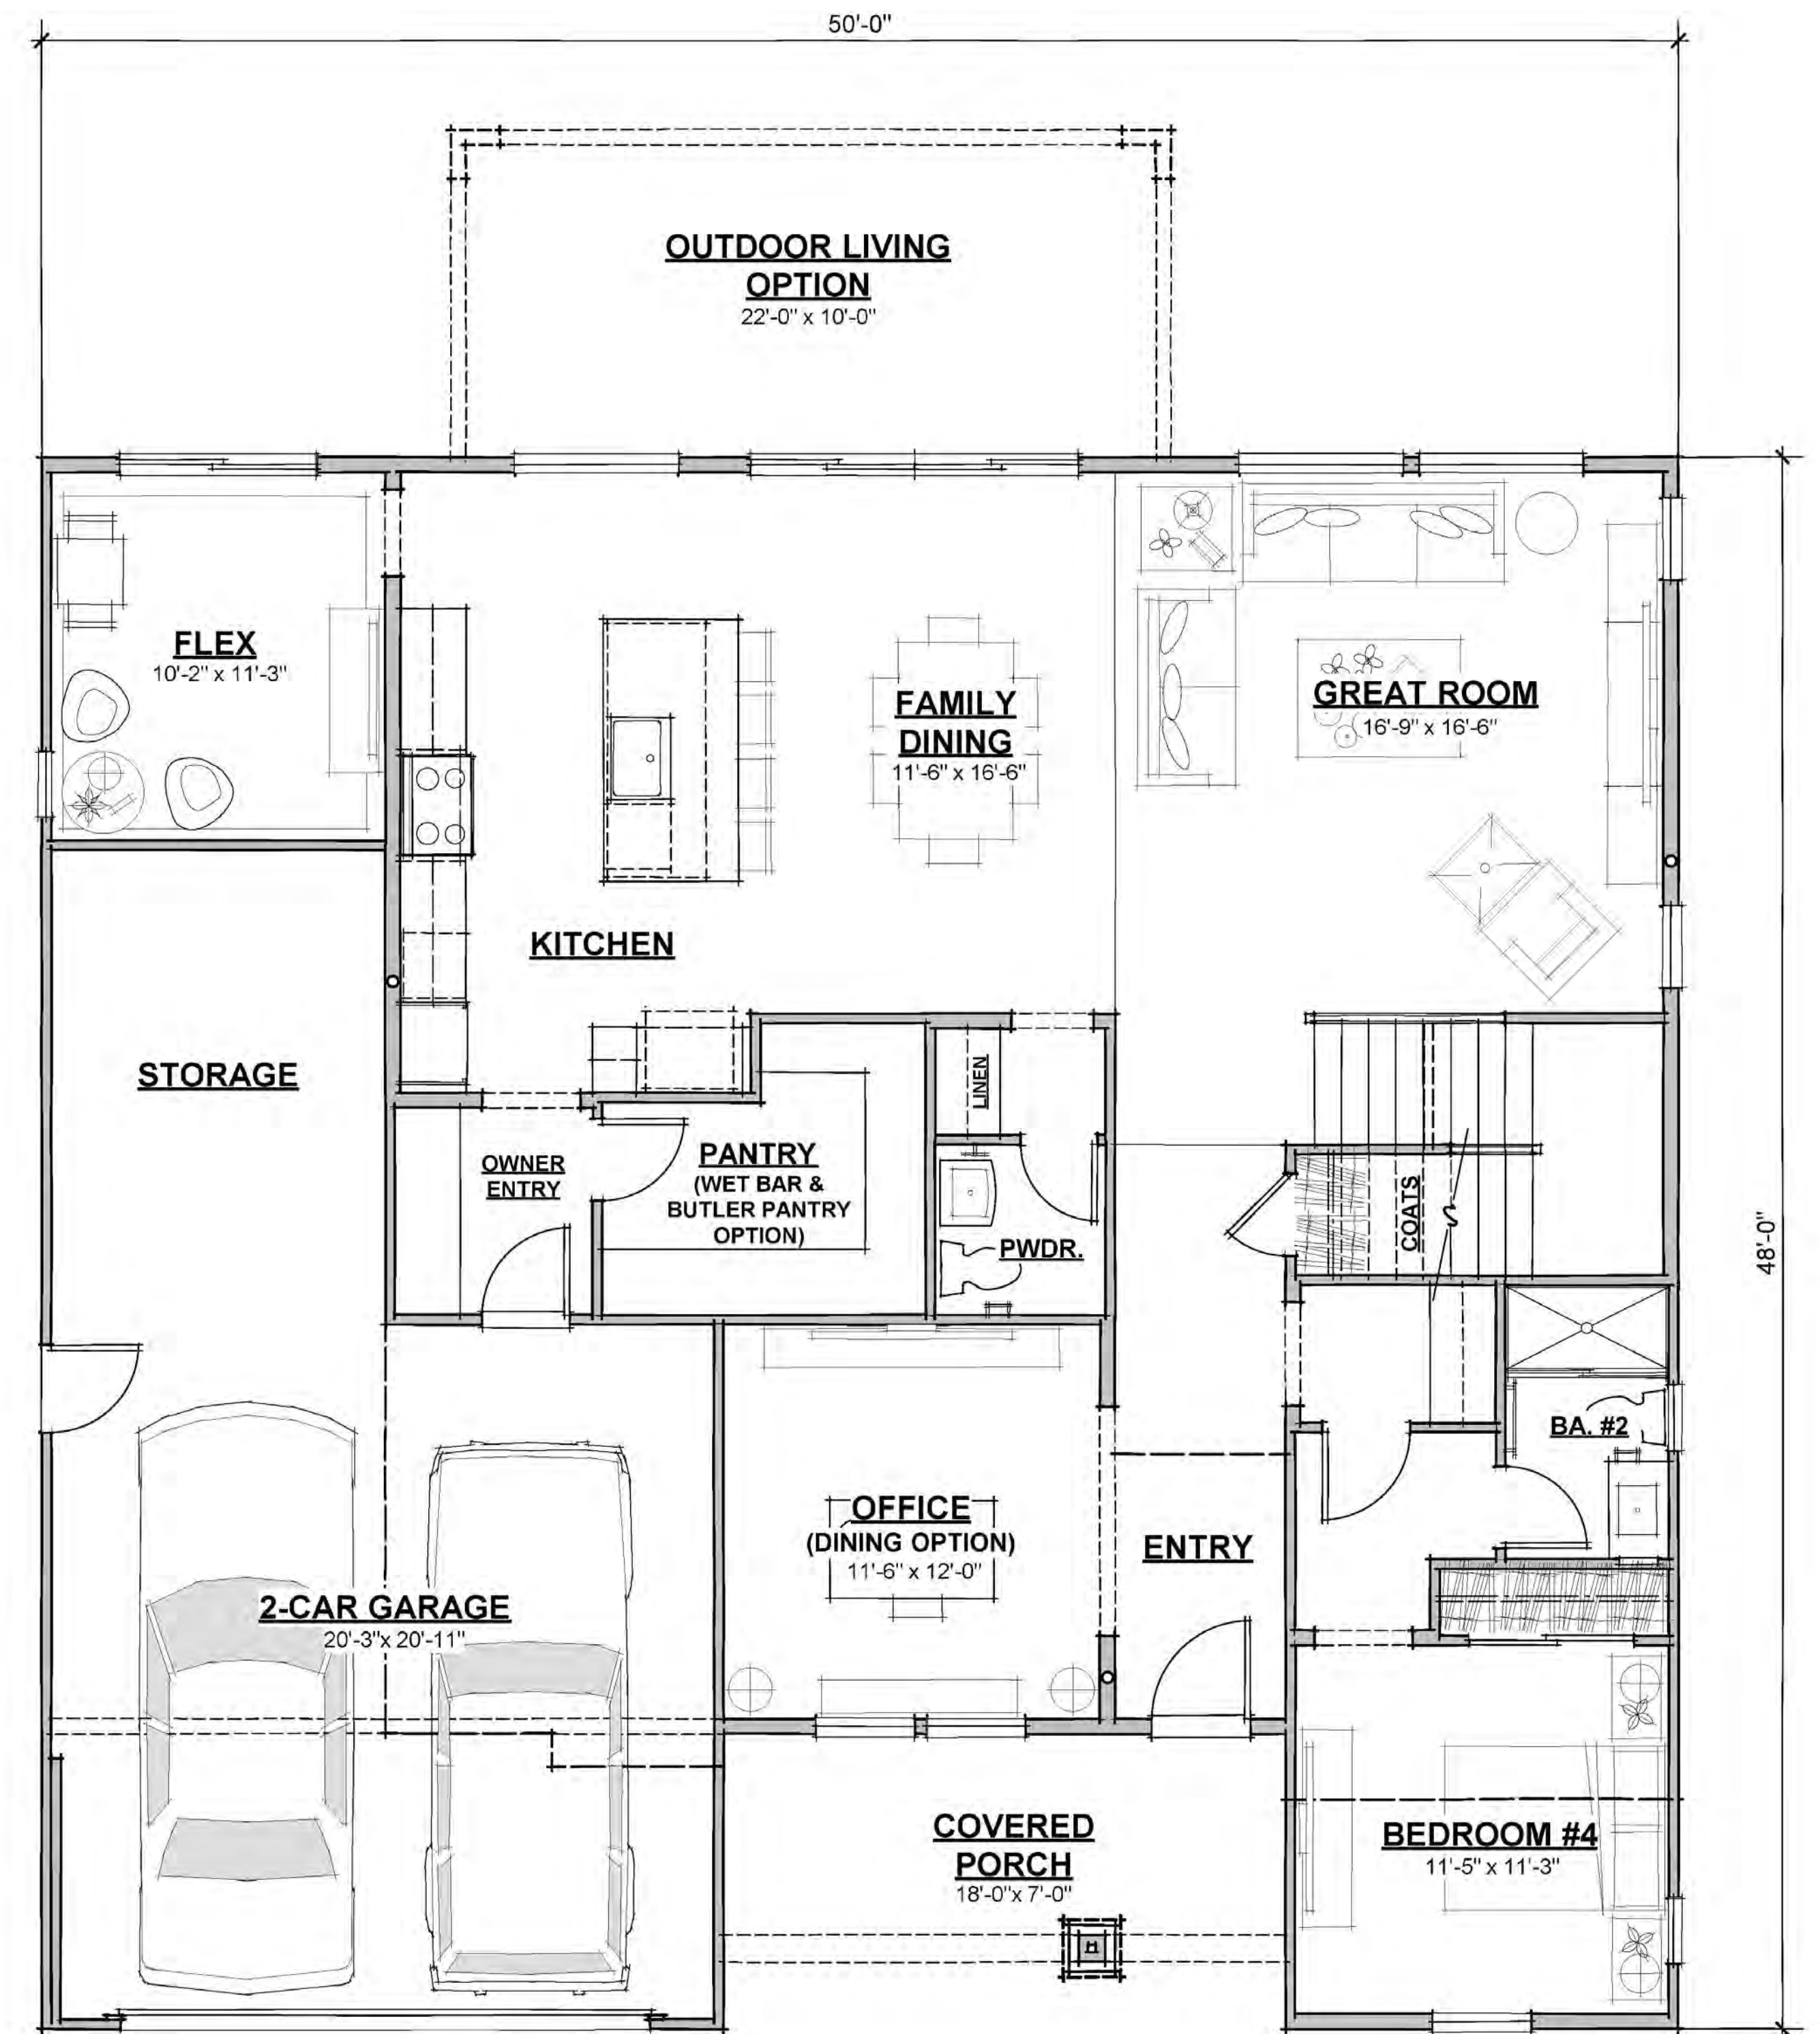 50'-0"
OUTDOOR LIVING
OPTION
22'-0" x 10'-0"
FLEX
10'-2" x 11'-3"
FAMILY
DINING
11'-6" x 16'-6"
GREAT ROOM
16'-9" x 16'-6"
KITCHEN
STORAGE
LINEN
OWNER
ENTRY
PANTRY
(WET BAR &
BUTLER PANTRY
OPTION)
PWDR.
COATS
48'-0"
BA. #2
OFFICE
(DINING OPTION)
11'-6" x 12'-0"
ENTRY
2-CAR GARAGE
20'-3"x 20'-11"
COVERED
PORCH
18'-0"x 7'-0"
BEDROOM #4
11'-5" x 11'-3"